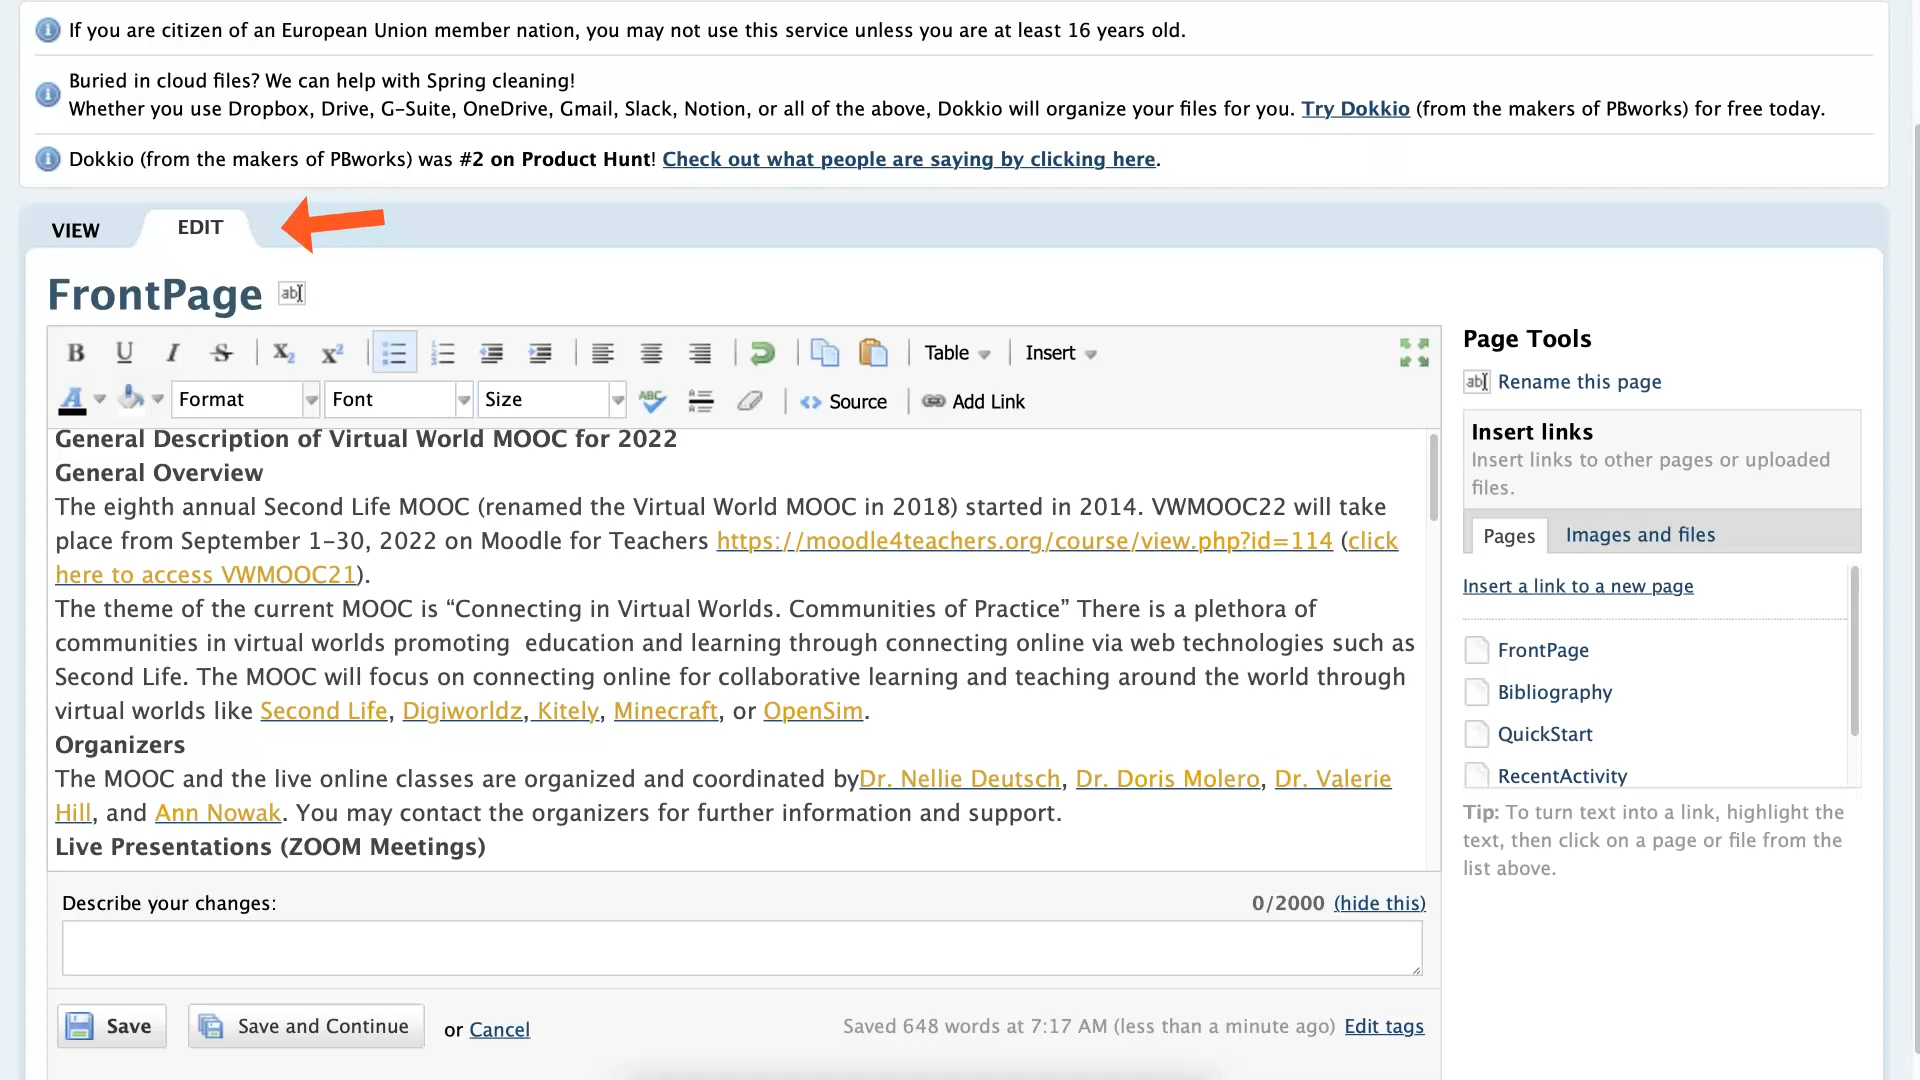 If you are citizen of an European Union member nation, you may not use this service unless you are at least 16 years old.
Buried in cloud files? We can help with Spring cleaning!
Whether you use Dropbox, Drive, G-Suite, OneDrive, Gmail, Slack, Notion, or all of the above, Dokkio will organize your files for you. Try Dokkio (from the makers of PBworks) for free today.
Dokkio (from the makers of PBworks) was #2 on Product Hunt! Check out what people are saying by clicking here.
VIEW EDIT
FrontPage ab
B U I S X₂ X² Table Insert
A Format Font Size ABC Source Add Link
General Description of Virtual World MOOC for 2022
General Overview
The eighth annual Second Life MOOC (renamed the Virtual World MOOC in 2018) started in 2014. VWMOOC22 will take
place from September 1-30, 2022 on Moodle for Teachers https://moodle4teachers.org/course/view.php?id=114 (click
here to access VWMOOC21).
The theme of the current MOOC is “Connecting in Virtual Worlds. Communities of Practice” There is a plethora of
communities in virtual worlds promoting  education and learning through connecting online via web technologies such as
Second Life. The MOOC will focus on connecting online for collaborative learning and teaching around the world through
virtual worlds like Second Life, Digiworldz, Kitely, Minecraft, or OpenSim.
Organizers
The MOOC and the live online classes are organized and coordinated byDr. Nellie Deutsch, Dr. Doris Molero, Dr. Valerie
Hill, and Ann Nowak. You may contact the organizers for further information and support.
Live Presentations (ZOOM Meetings)
Describe your changes: 0/2000 (hide this)
Save Save and Continue or Cancel Saved 648 words at 7:17 AM (less than a minute ago) Edit tags
Page Tools
ab Rename this page
Insert links
Insert links to other pages or uploaded
files.
Pages Images and files
Insert a link to a new page
FrontPage
Bibliography
QuickStart
RecentActivity
Tip: To turn text into a link, highlight the
text, then click on a page or file from the
list above.